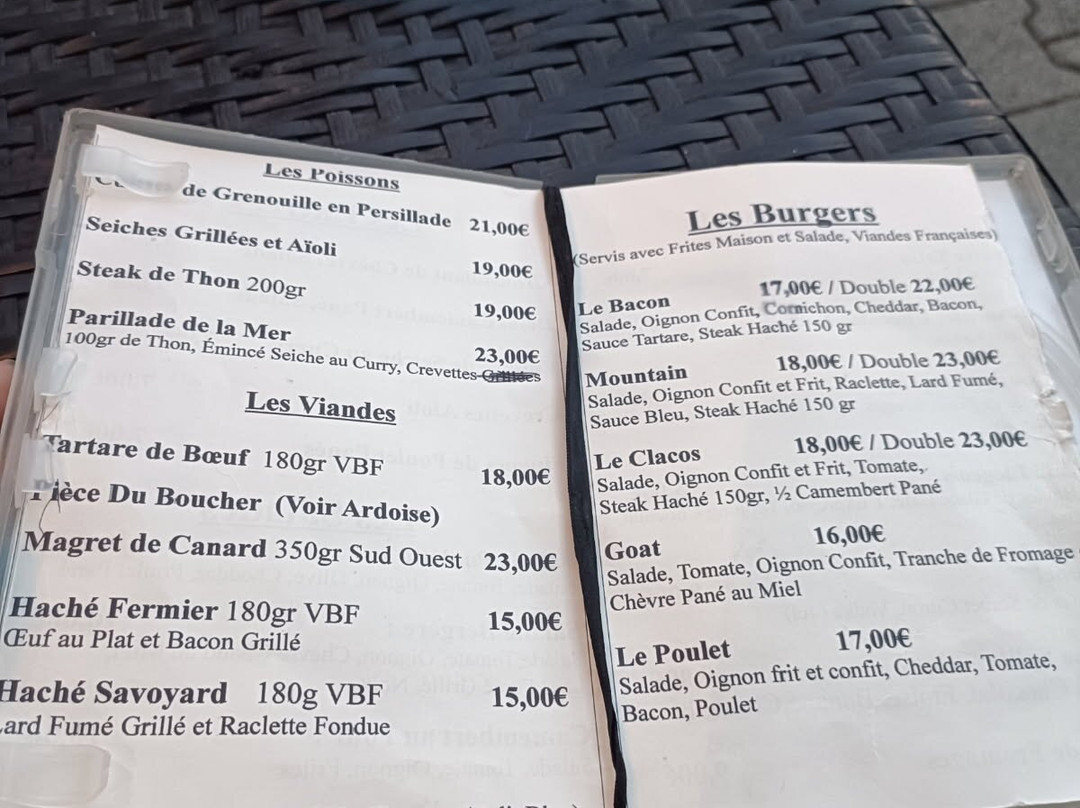 Les Poissons
de Grenouille en Persillade 21,00€
Seiches Grillées et Aïoli 19,00€
Steak de Thon 200gr 19,00€
Parillade de la Mer 23,00€
100gr de Thon, Émincé Seiche au Curry, Crevettes
Les Viandes
Tartare de Bœuf 180gr VBF 18,00€
Pièce Du Boucher (Voir Ardoise)
Magret de Canard 350gr Sud Ouest 23,00€
Haché Fermier 180gr VBF 15,00€
Œuf au Plat et Bacon Grillé
Haché Savoyard 180g VBF 15,00€
Lard Fumé Grillé et Raclette Fondue
Les Burgers
(Servis avec Frites Maison et Salade, Viandes Françaises)
Le Bacon 17,00€ / Double 22,00€
Salade, Oignon Confit, Cornichon, Cheddar, Bacon,
Sauce Tartare, Steak Haché 150 gr
Mountain 18,00€ / Double 23,00€
Salade, Oignon Confit et Frit, Raclette, Lard Fumé,
Sauce Bleu, Steak Haché 150 gr
Le Clacos 18,00€ / Double 23,00€
Salade, Oignon Confit et Frit, Tomate,
Steak Haché 150gr, ½ Camembert Pané
Goat 16,00€
Salade, Tomate, Oignon Confit, Tranche de Fromage
Chèvre Pané au Miel
Le Poulet 17,00€
Salade, Oignon frit et confit, Cheddar, Tomate,
Bacon, Poulet